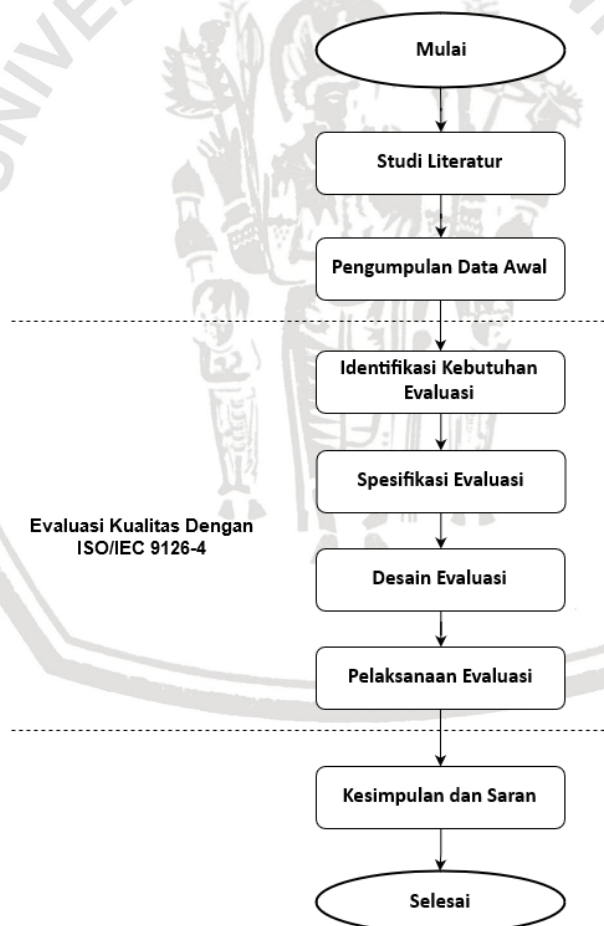 Mulai
Studi Literatur
Pengumpulan Data Awal
Identifikasi Kebutuhan
Evaluasi
Spesifikasi Evaluasi
Evaluasi Kualitas Dengan
ISO/IEC 9126-4
Desain Evaluasi
Pelaksanaan Evaluasi
Kesimpulan dan Saran
Selesai